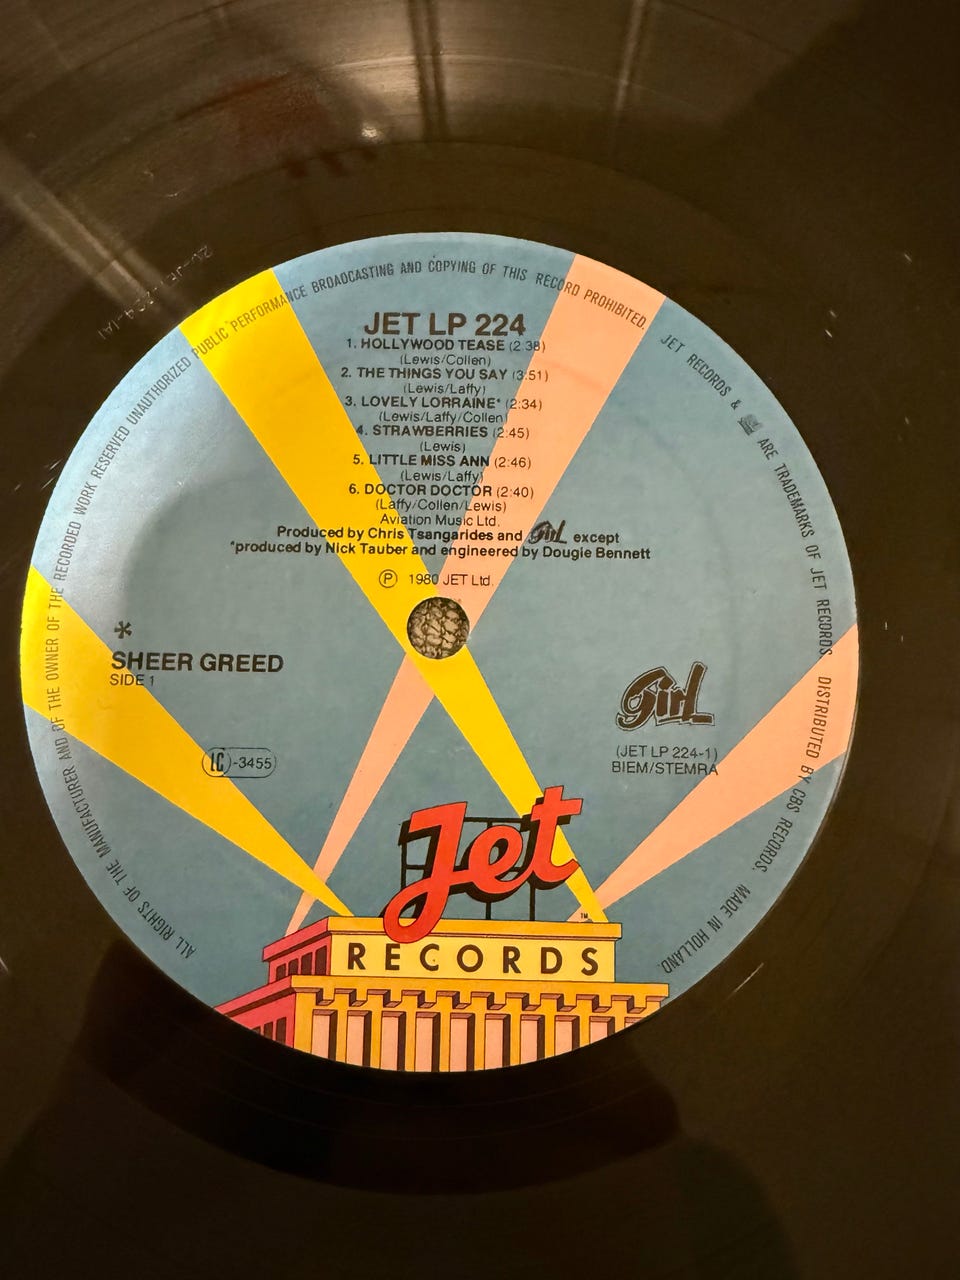 JET LP 224
1. HOLLYWOOD TEASE (2:38)
(Lewis/Collen)
2. THE THINGS YOU SAY (3:51)
(Lewis/Laffy)
3. LOVELY LORRAINE* (2:34)
(Lewis/Laffy/Collen)
4. STRAWBERRIES (2:45)
(Lewis)
5. LITTLE MISS ANN (2:46)
(Lewis/Laffy)
6. DOCTOR DOCTOR (2:40)
(Laffy/Collen/Lewis)
Aviation Music Ltd.
Produced by Chris Tsangarides and Girl except
*produced by Nick Tauber and engineered by Dougie Bennett
Ⓟ 1980 JET Ltd.
*
SHEER GREED
SIDE 1
LC-3455
Girl
(JET LP 224-1)
BIEM/STEMRA
Jet
TM
RECORDS
ALL RIGHTS OF THE MANUFACTURER AND OF THE OWNER OF THE RECORDED WORK RESERVED UNAUTHORIZED PUBLIC PERFORMANCE BROADCASTING AND COPYING OF THIS RECORD PROHIBITED.
JET RECORDS & ARE TRADEMARKS OF JET RECORDS DISTRIBUTED BY CBS RECORDS. MADE IN HOLLAND.